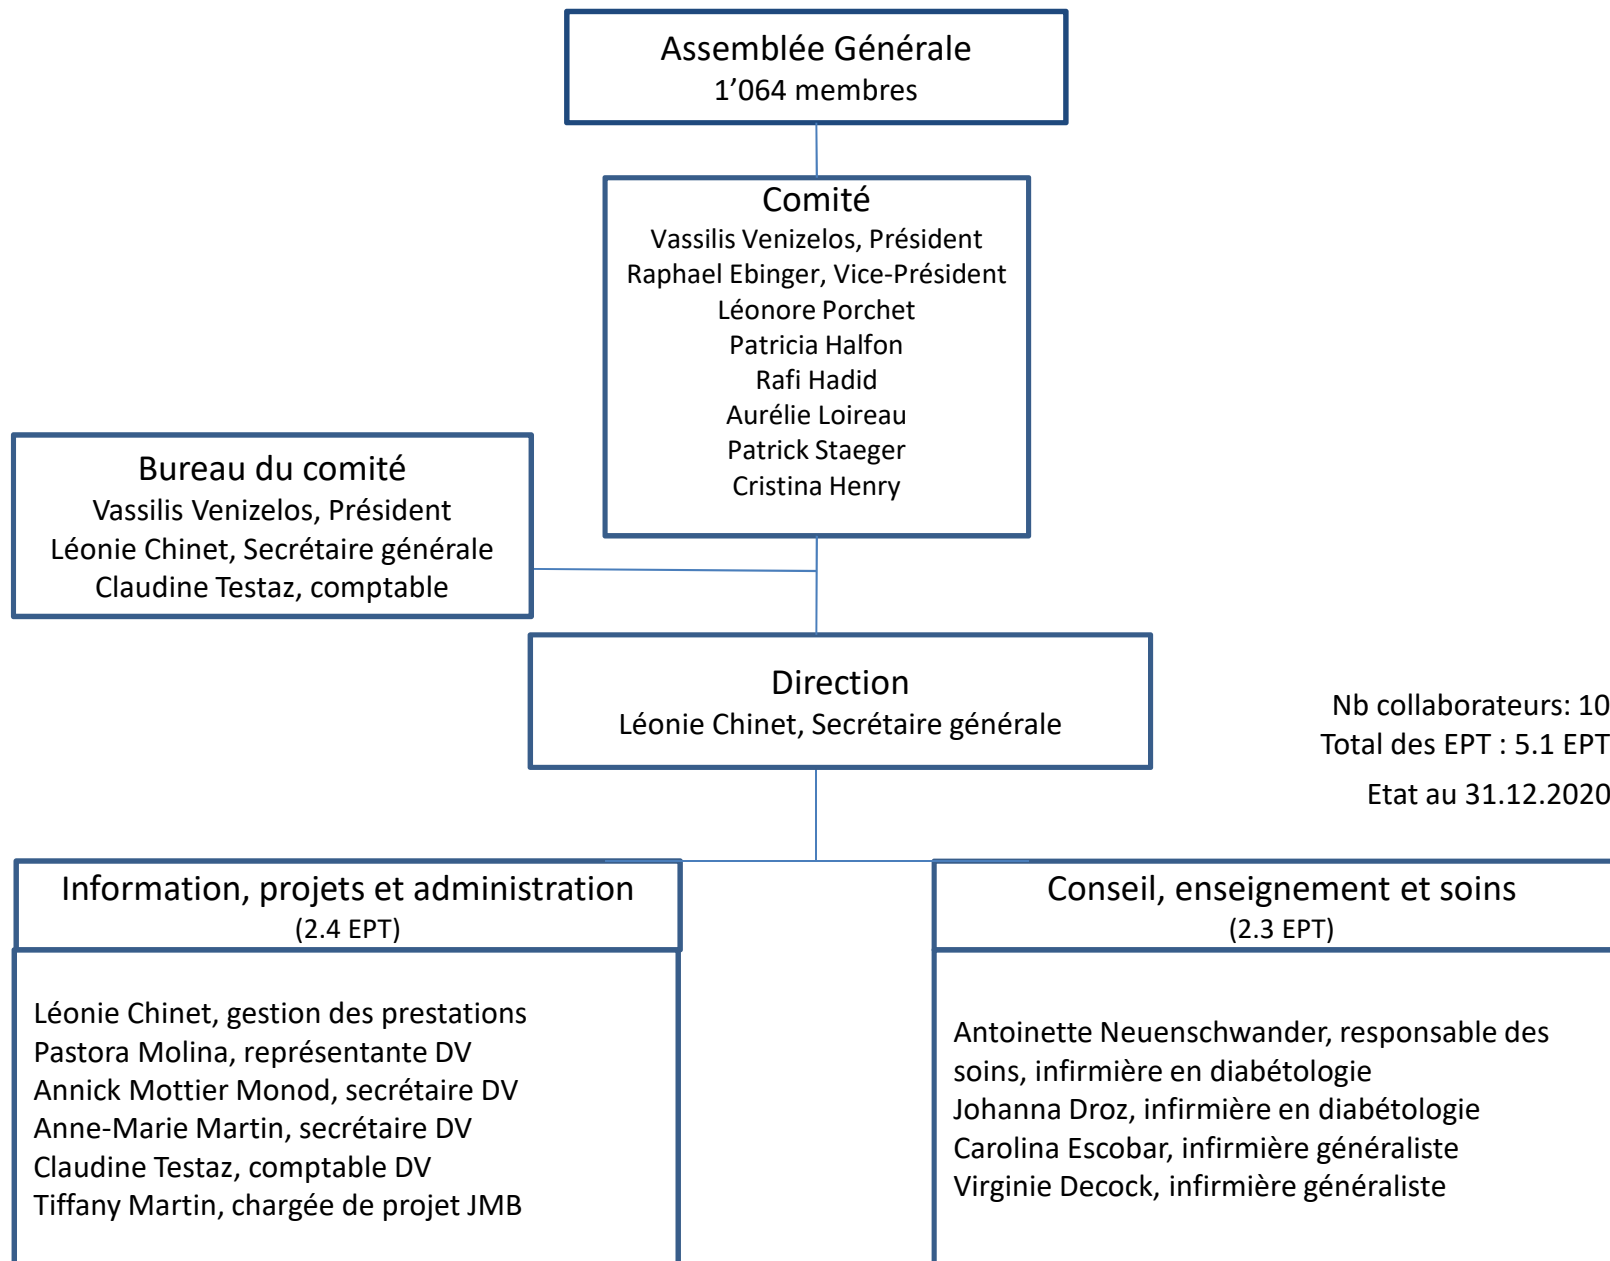 Assemblée Générale
1’064 membres
Comité
Vassilis Venizelos, Président
Raphael Ebinger, Vice-Président
Léonore Porchet
Patricia Halfon
Rafi Hadid
Aurélie Loireau
Patrick Staeger
Cristina Henry
Bureau du comité
Vassilis Venizelos, Président
Léonie Chinet, Secrétaire générale
Claudine Testaz, comptable
Direction
Léonie Chinet, Secrétaire générale
Nb collaborateurs: 10
Total des EPT : 5.1 EPT
Etat au 31.12.2020
Information, projets et administration
(2.4 EPT)
Léonie Chinet, gestion des prestations
Pastora Molina, représentante DV
Annick Mottier Monod, secrétaire DV
Anne-Marie Martin, secrétaire DV
Claudine Testaz, comptable DV
Tiffany Martin, chargée de projet JMB
Conseil, enseignement et soins
(2.3 EPT)
Antoinette Neuenschwander, responsable des
soins, infirmière en diabétologie
Johanna Droz, infirmière en diabétologie
Carolina Escobar, infirmière généraliste
Virginie Decock, infirmière généraliste